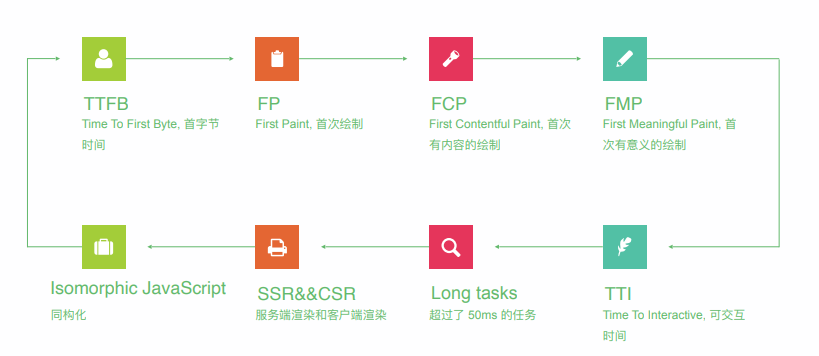 TTFB
Time To First Byte, 首字节
时间
FP
First Paint, 首次绘制
FCP
First Contentful Paint, 首次
有内容的绘制
FMP
First Meaningful Paint, 首
次有意义的绘制
Isomorphic JavaScript
同构化
SSR&&CSR
服务端渲染和客户端渲染
Long tasks
超过了 50ms 的任务
TTI
Time To Interactive, 可交互
时间